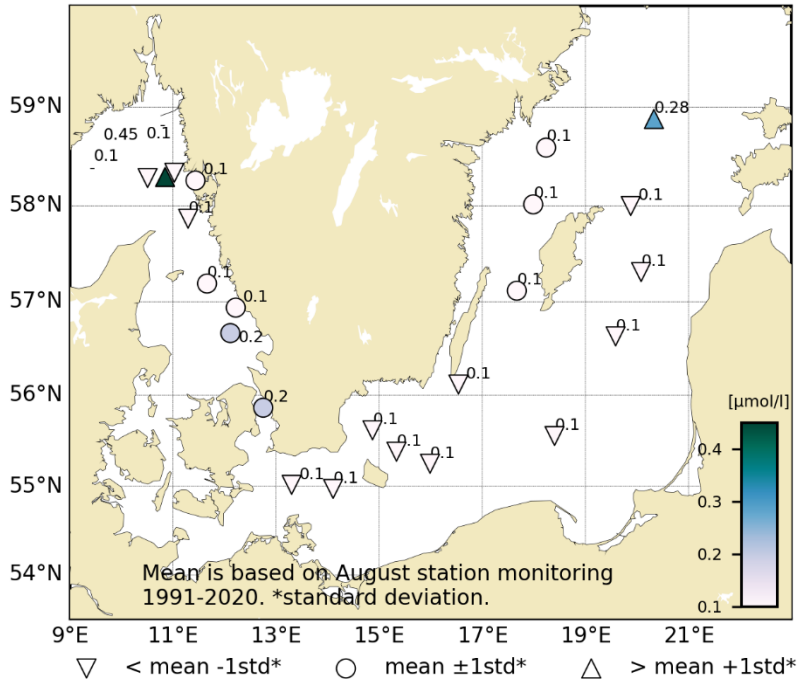 59°N
58°N
57°N
56°N
55°N
54°N
0.28
0.45 0.1
0.1
0.1
0.1
0.1
0.1
0.1
0.1
0.1
0.1
0.1
0.1
0.2
0.1
0.2
0.1
0.1
0.1
0.1
0.1
0.1
0.1
[μmol/l]
0.4
0.3
0.2
0.1
Mean is based on August station monitoring
1991-2020. *standard deviation.
9°E 11°E 13°E 15°E 17°E 19°E 21°E
< mean -1std* mean ±1std* > mean +1std*